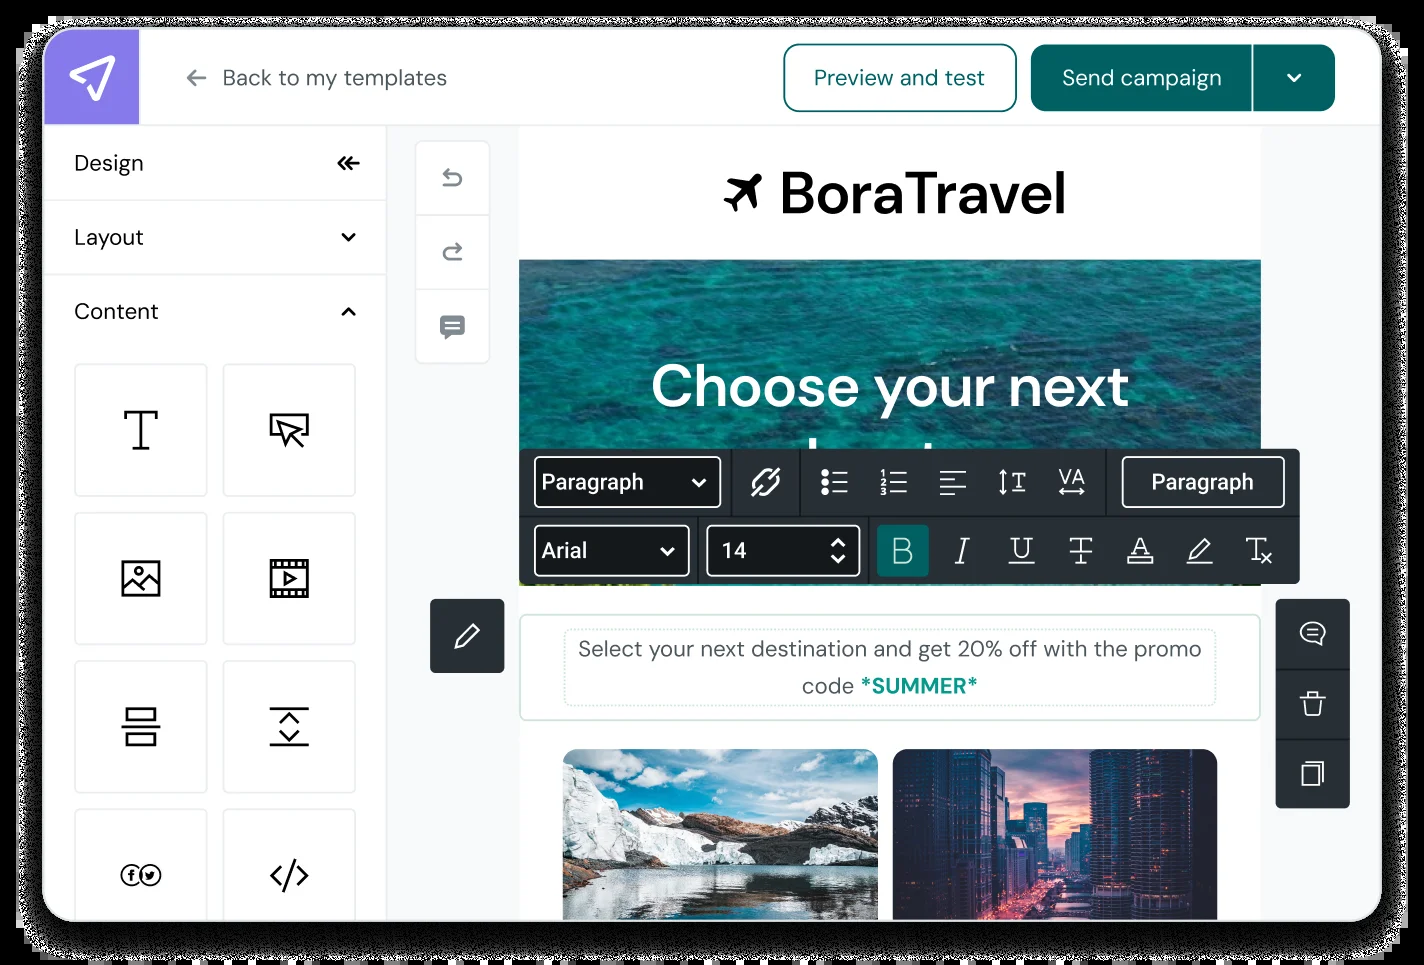 Back to my templates
Preview and test
Send campaign
Design
Layout
Content
BoraTravel
Choose your next
Paragraph
VA
Paragraph
Arial
14
Select your next destination and get 20% off with the promo
code *SUMMER*